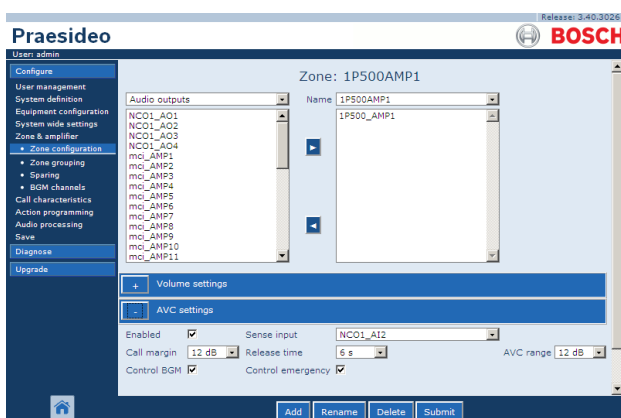 Release: 3.40.3026
Praesideo
BOSCH
User: admin
Configure
User management
System definition
Equipment configuration
System wide settings
Zone & amplifier
• Zone configuration
• Zone grouping
• Sparing
• BGM channels
Call characteristics
Action programming
Audio processing
Save
Diagnose
Upgrade
Zone: 1P500AMP1
Audio outputs
Name 1P500AMP1
NCO1_AO1
NCO1_AO2
NCO1_AO3
NCO1_AO4
mci_AMP1
mci_AMP2
mci_AMP3
mci_AMP4
mci_AMP5
mci_AMP6
mci_AMP7
mci_AMP8
mci_AMP9
mci_AMP10
mci_AMP11
1P500_AMP1
+ Volume settings
- AVC settings
Enabled Sense input NCO1_AI2
Call margin 12 dB Release time 6 s AVC range 12 dB
Control BGM Control emergency
Add Rename Delete Submit